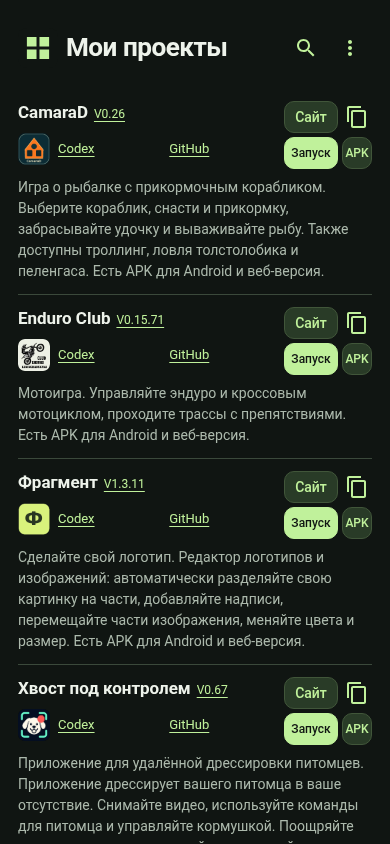 Мои проекты
CamaraD V0.26
Сайт
Codex GitHub
Запуск APK
Игра о рыбалке с прикормочным корабликом.
Выберите кораблик, снасти и прикормку,
забрасывайте удочку и вываживайте рыбу. Также
доступны троллинг, ловля толстолобика и
пеленгаса. Есть APK для Android и веб-версия.
Enduro Club V0.15.71
Сайт
Codex GitHub
Запуск APK
Мотоигра. Управляйте эндуро и кроссовым
мотоциклом, проходите трассы с препятствиями.
Есть APK для Android и веб-версия.
Фрагмент V1.3.11
Сайт
Ф
Codex GitHub
Запуск APK
Сделайте свой логотип. Редактор логотипов и
изображений: автоматически разделяйте свою
картинку на части, добавляйте надписи,
перемещайте части изображения, меняйте цвета и
размер. Есть APK для Android и веб-версия.
Хвост под контролем V0.67
Сайт
Codex GitHub
Запуск APK
Приложение для удалённой дрессировки питомцев.
Приложение дрессирует вашего питомца в ваше
отсутствие. Снимайте видео, используйте команды
для питомца и управляйте кормушкой. Поощряйте